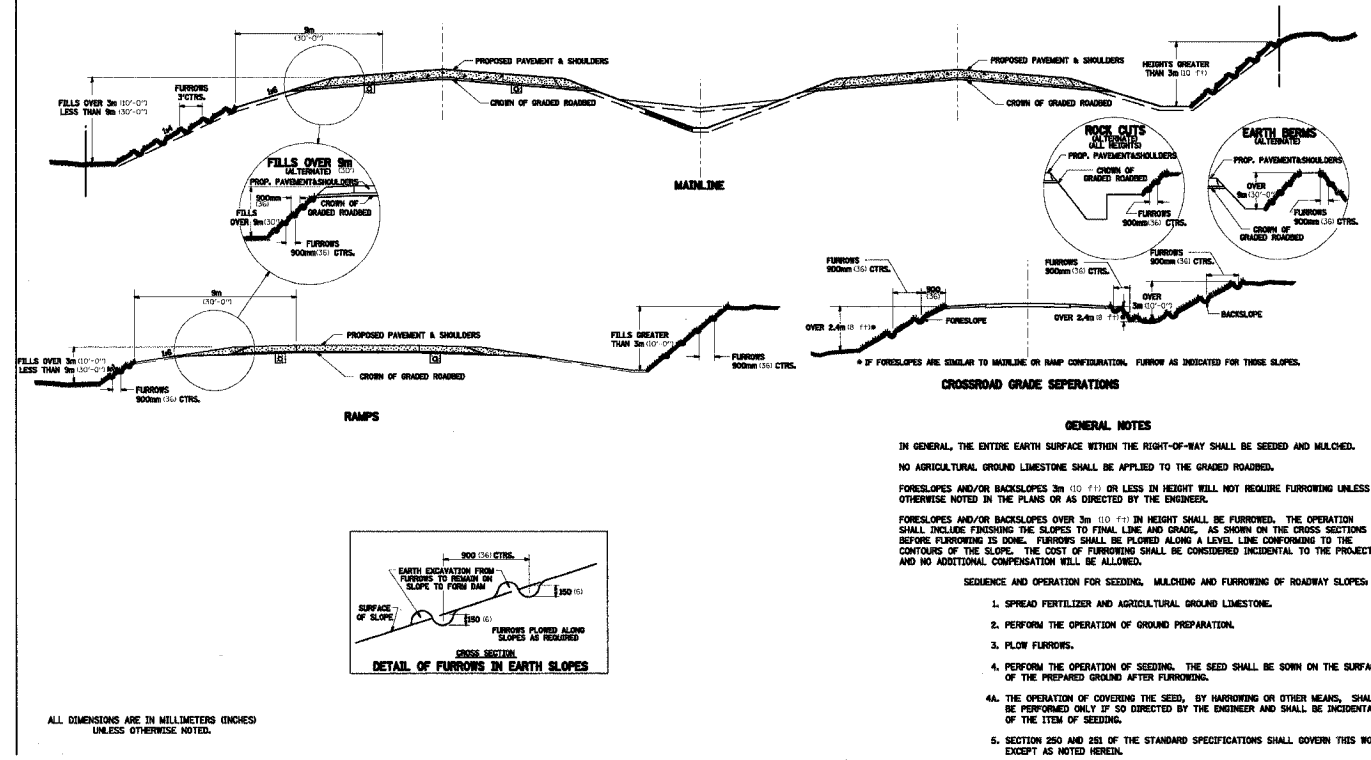 9m
(30'-0")
PROPOSED PAVEMENT & SHOULDERS
CROWN OF GRADED ROADBED
FURROWS
3'CTRS.
FILLS OVER 3m (10'-0")
LESS THAN 9m (30'-0")
1:4
1:6
MAINLINE
PROPOSED PAVEMENT & SHOULDERS
CROWN OF GRADED ROADBED
HEIGHTS GREATER
THAN 3m (10 ft)
FILLS OVER 9m
(ALTERNATE) (30')
PROP. PAVEMENT&SHOULDERS
900mm
(36)
CROWN OF
GRADED ROADBED
FILLS
OVER 9m(30')
FURROWS
900mm(36) CTRS.
ROCK CUTS
(ALTERNATE)
(ALL HEIGHTS)
PROP. PAVEMENT&SHOULDERS
CROWN OF
GRADED ROADBED
FURROWS
900mm(36) CTRS.
EARTH BERMS
(ALTERNATE)
PROP. PAVEMENT&SHOULDERS
OVER
9m(30'-0")
FURROWS
900mm(36) CTRS.
CROWN OF
GRADED ROADBED
9m
(30'-0")
FILLS OVER 3m (10'-0")
LESS THAN 9m (30'-0")
1:6
FURROWS
900mm(36) CTRS.
PROPOSED PAVEMENT & SHOULDERS
CROWN OF GRADED ROADBED
FILLS GREATER
THAN 3m (10'-0")
FURROWS
900mm (36) CTRS.
RAMPS
FURROWS
900mm (36) CTRS.
900
(36)
FORESLOPE
OVER 2.4m (8 ft)*
FURROWS
900mm (36) CTRS.
OVER 2.4m (8 ft)*
OVER
3m(10'-0")
FURROWS
900mm (36) CTRS.
BACKSLOPE
* IF FORESLOPES ARE SIMILAR TO MAINLINE OR RAMP CONFIGURATION, FURROW AS INDICATED FOR THOSE SLOPES.
CROSSROAD GRADE SEPERATIONS
GENERAL NOTES
IN GENERAL, THE ENTIRE EARTH SURFACE WITHIN THE RIGHT-OF-WAY SHALL BE SEEDED AND MULCHED.
NO AGRICULTURAL GROUND LIMESTONE SHALL BE APPLIED TO THE GRADED ROADBED.
FORESLOPES AND/OR BACKSLOPES 3m (10 ft) OR LESS IN HEIGHT WILL NOT REQUIRE FURROWING UNLESS
OTHERWISE NOTED IN THE PLANS OR AS DIRECTED BY THE ENGINEER.
FORESLOPES AND/OR BACKSLOPES OVER 3m (10 ft) IN HEIGHT SHALL BE FURROWED. THE OPERATION
SHALL INCLUDE FINISHING THE SLOPES TO FINAL LINE AND GRADE, AS SHOWN ON THE CROSS SECTIONS
BEFORE FURROWING IS DONE. FURROWS SHALL BE PLOWED ALONG A LEVEL LINE CONFORMING TO THE
CONTOURS OF THE SLOPE. THE COST OF FURROWING SHALL BE CONSIDERED INCIDENTAL TO THE PROJECT
AND NO ADDITIONAL COMPENSATION WILL BE ALLOWED.
SEQUENCE AND OPERATION FOR SEEDING, MULCHING AND FURROWING OF ROADWAY SLOPES:
1. SPREAD FERTILIZER AND AGRICULTURAL GROUND LIMESTONE.
2. PERFORM THE OPERATION OF GROUND PREPARATION.
3. PLOW FURROWS.
4. PERFORM THE OPERATION OF SEEDING. THE SEED SHALL BE SOWN ON THE SURFA
OF THE PREPARED GROUND AFTER FURROWING.
4A. THE OPERATION OF COVERING THE SEED, BY HARROWING OR OTHER MEANS, SHAL
BE PERFORMED ONLY IF SO DIRECTED BY THE ENGINEER AND SHALL BE INCIDENTA
OF THE ITEM OF SEEDING.
5. SECTION 250 AND 251 OF THE STANDARD SPECIFICATIONS SHALL GOVERN THIS WO
EXCEPT AS NOTED HEREIN.
900 (36) CTRS.
EARTH EXCAVATION FROM
FURROWS TO REMAIN ON
SLOPE TO FORM DAM
150 (6)
SURFACE
OF SLOPE
150 (6)
FURROWS PLOWED ALONG
SLOPES AS REQUIRED
CROSS SECTION
DETAIL OF FURROWS IN EARTH SLOPES
ALL DIMENSIONS ARE IN MILLIMETERS (INCHES)
UNLESS OTHERWISE NOTED.